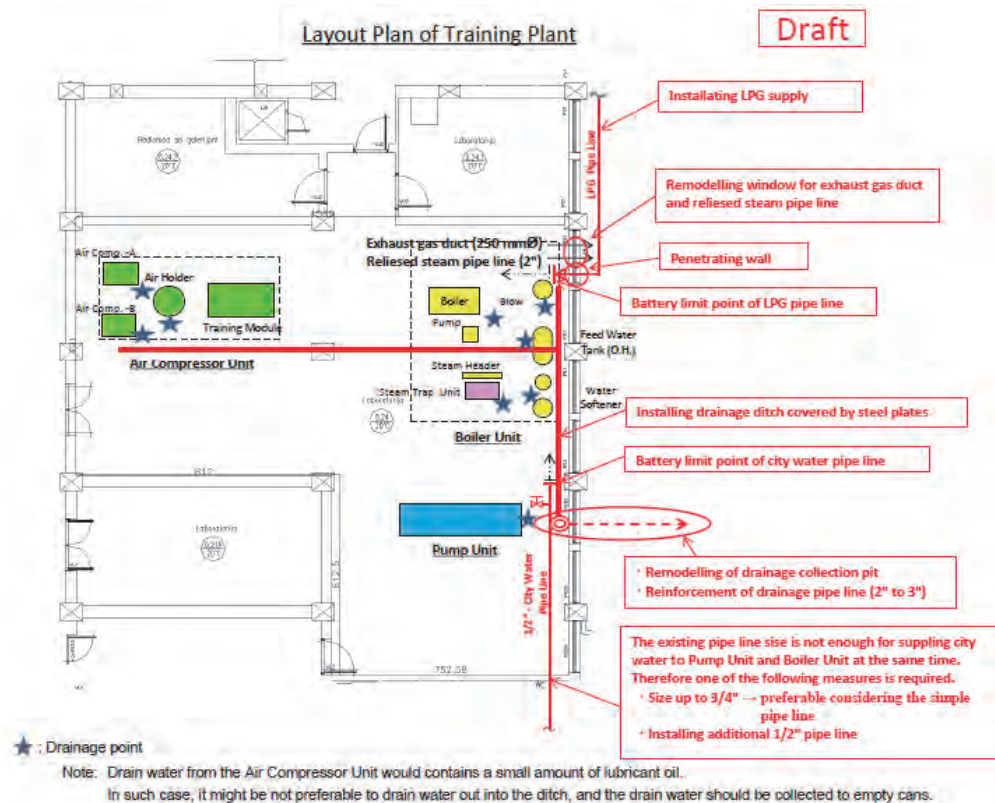 Layout Plan of Training Plant
Draft
Installating LPG supply
LPG Pipe Line
Laboratorija
Remodelling window for exhaust gas duct
and reliesed steam pipe line
Exhaust gas duct (250 mmØ)
Reliesed steam pipe line (2")
Penetrating wall
Battery limit point of LPG pipe line
Air Comp.-A
Air Holder
Air Comp.-B
Training Module
Air Compressor Unit
Boiler
Blow
Pump
Feed Water
Tank (O.H.)
Steam Header
Steam Trap Unit
Water
Softener
Boiler Unit
Installing drainage ditch covered by steel plates
Battery limit point of city water pipe line
812
Laboratorija
612.5
Pump Unit
1/2" - City Water
Pipe Line
752.58
· Remodelling of drainage collection pit
· Reinforcement of drainage pipe line (2" to 3")
The existing pipe line sise is not enough for suppling city
water to Pump Unit and Boiler Unit at the same time.
Therefore one of the following measures is required.
· Size up to 3/4" → preferable considering the simple
pipe line
· Installing additional 1/2" pipe line
★ : Drainage point
Note: Drain water from the Air Compressor Unit would contains a small amount of lubricant oil.
In such case, it might be not preferable to drain water out into the ditch, and the drain water should be collected to empty cans.